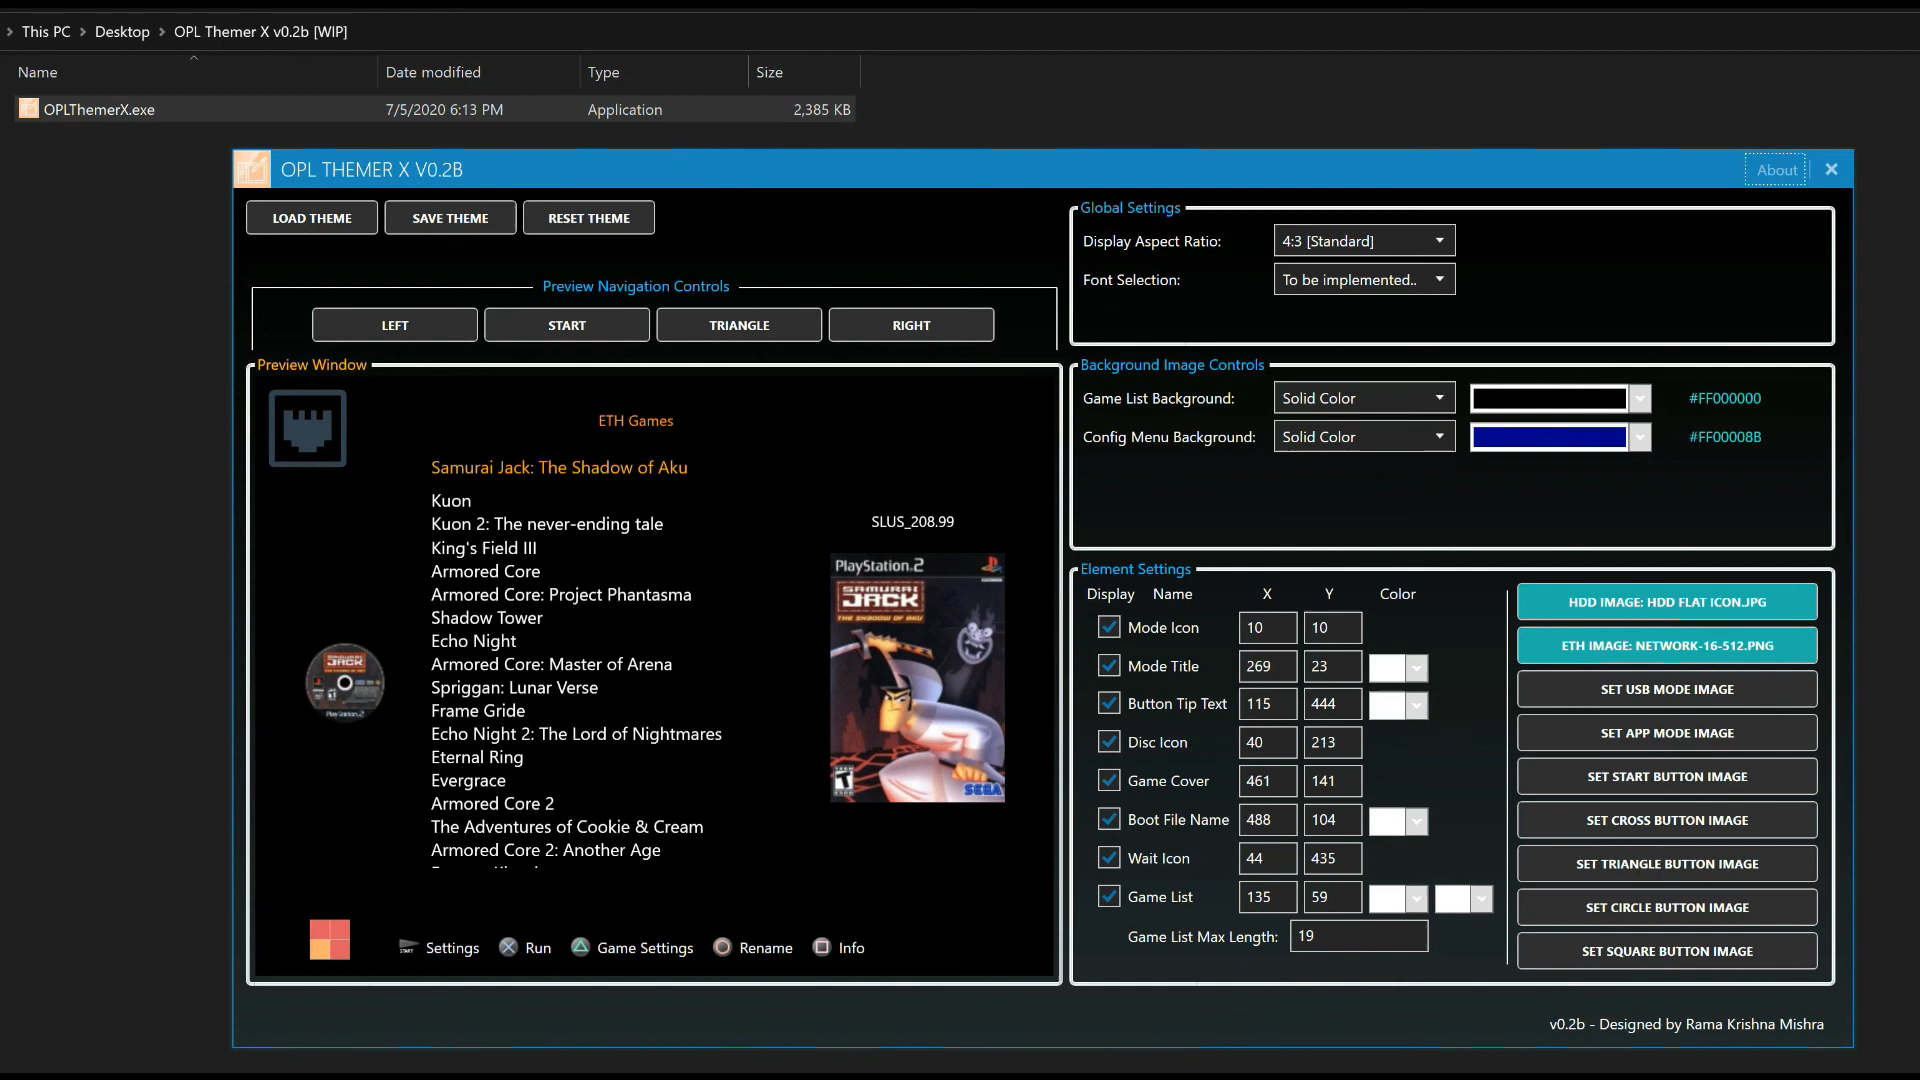 This PC > Desktop > OPL Themer X v0.2b [WIP]
Name Date modified Type Size
OPLThemerX.exe 7/5/2020 6:13 PM Application 2,385 KB
OPL THEMER X V0.2B About
LOAD THEME SAVE THEME RESET THEME
Preview Navigation Controls
LEFT START TRIANGLE RIGHT
Preview Window
ETH Games
Samurai Jack: The Shadow of Aku
Kuon
Kuon 2: The never-ending tale
King's Field III
Armored Core
Armored Core: Project Phantasma
Shadow Tower
Echo Night
Armored Core: Master of Arena
Spriggan: Lunar Verse
Frame Gride
Echo Night 2: The Lord of Nightmares
Eternal Ring
Evergrace
Armored Core 2
The Adventures of Cookie & Cream
Armored Core 2: Another Age
SLUS_208.99
PlayStation.2
SAMURAI
JACK
THE SHADOW OF AKU
SEGA
JACK
PlayStation.2
START Settings Run Game Settings Rename Info
Global Settings
Display Aspect Ratio: 4:3 [Standard]
Font Selection: To be implemented..
Background Image Controls
Game List Background: Solid Color #FF000000
Config Menu Background: Solid Color #FF00008B
Element Settings
Display Name X Y Color
Mode Icon 10 10
Mode Title 269 23
Button Tip Text 115 444
Disc Icon 40 213
Game Cover 461 141
Boot File Name 488 104
Wait Icon 44 435
Game List 135 59
Game List Max Length: 19
HDD IMAGE: HDD FLAT ICON.JPG
ETH IMAGE: NETWORK-16-512.PNG
SET USB MODE IMAGE
SET APP MODE IMAGE
SET START BUTTON IMAGE
SET CROSS BUTTON IMAGE
SET TRIANGLE BUTTON IMAGE
SET CIRCLE BUTTON IMAGE
SET SQUARE BUTTON IMAGE
v0.2b - Designed by Rama Krishna Mishra